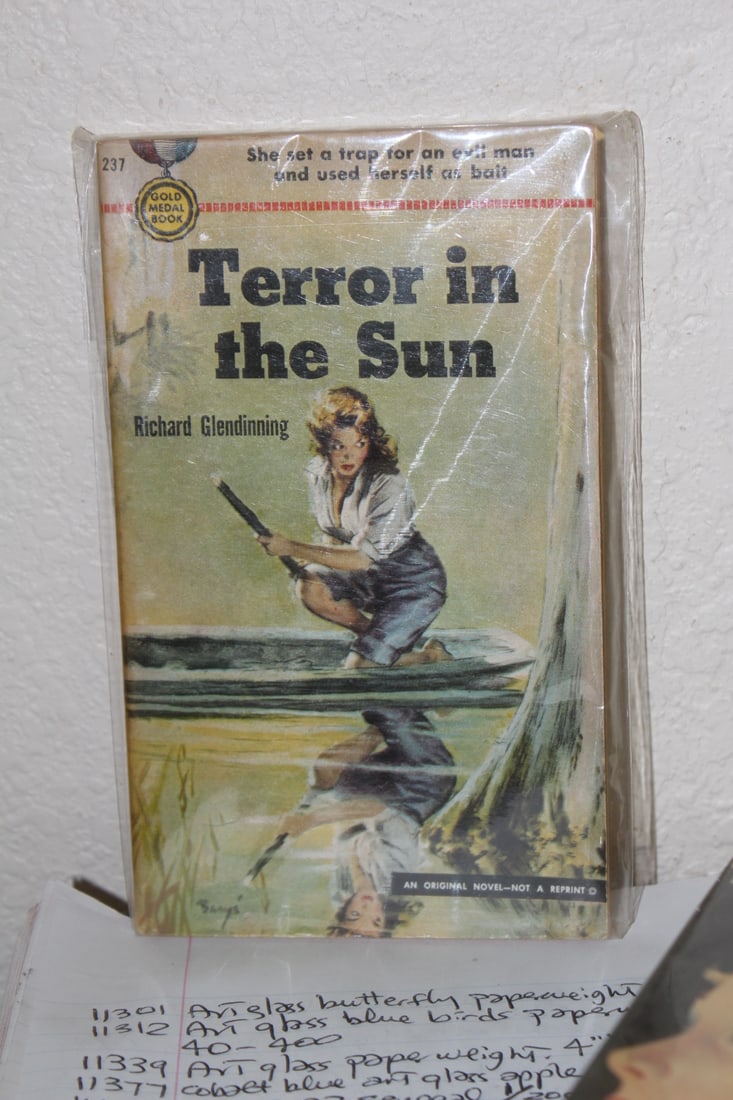 237
She set a trap for an evil man
and used herself as bait
GOLD
MEDAL
BOOK
Terror in
the Sun
Richard Glendinning
AN ORIGINAL NOVEL—NOT A REPRINT ©
11301 Art glass butterfly paperweight
11312 Art glass blue birds
40-400
11339 Art glass paper weight. 4"
11377 cobalt blue art glass apple